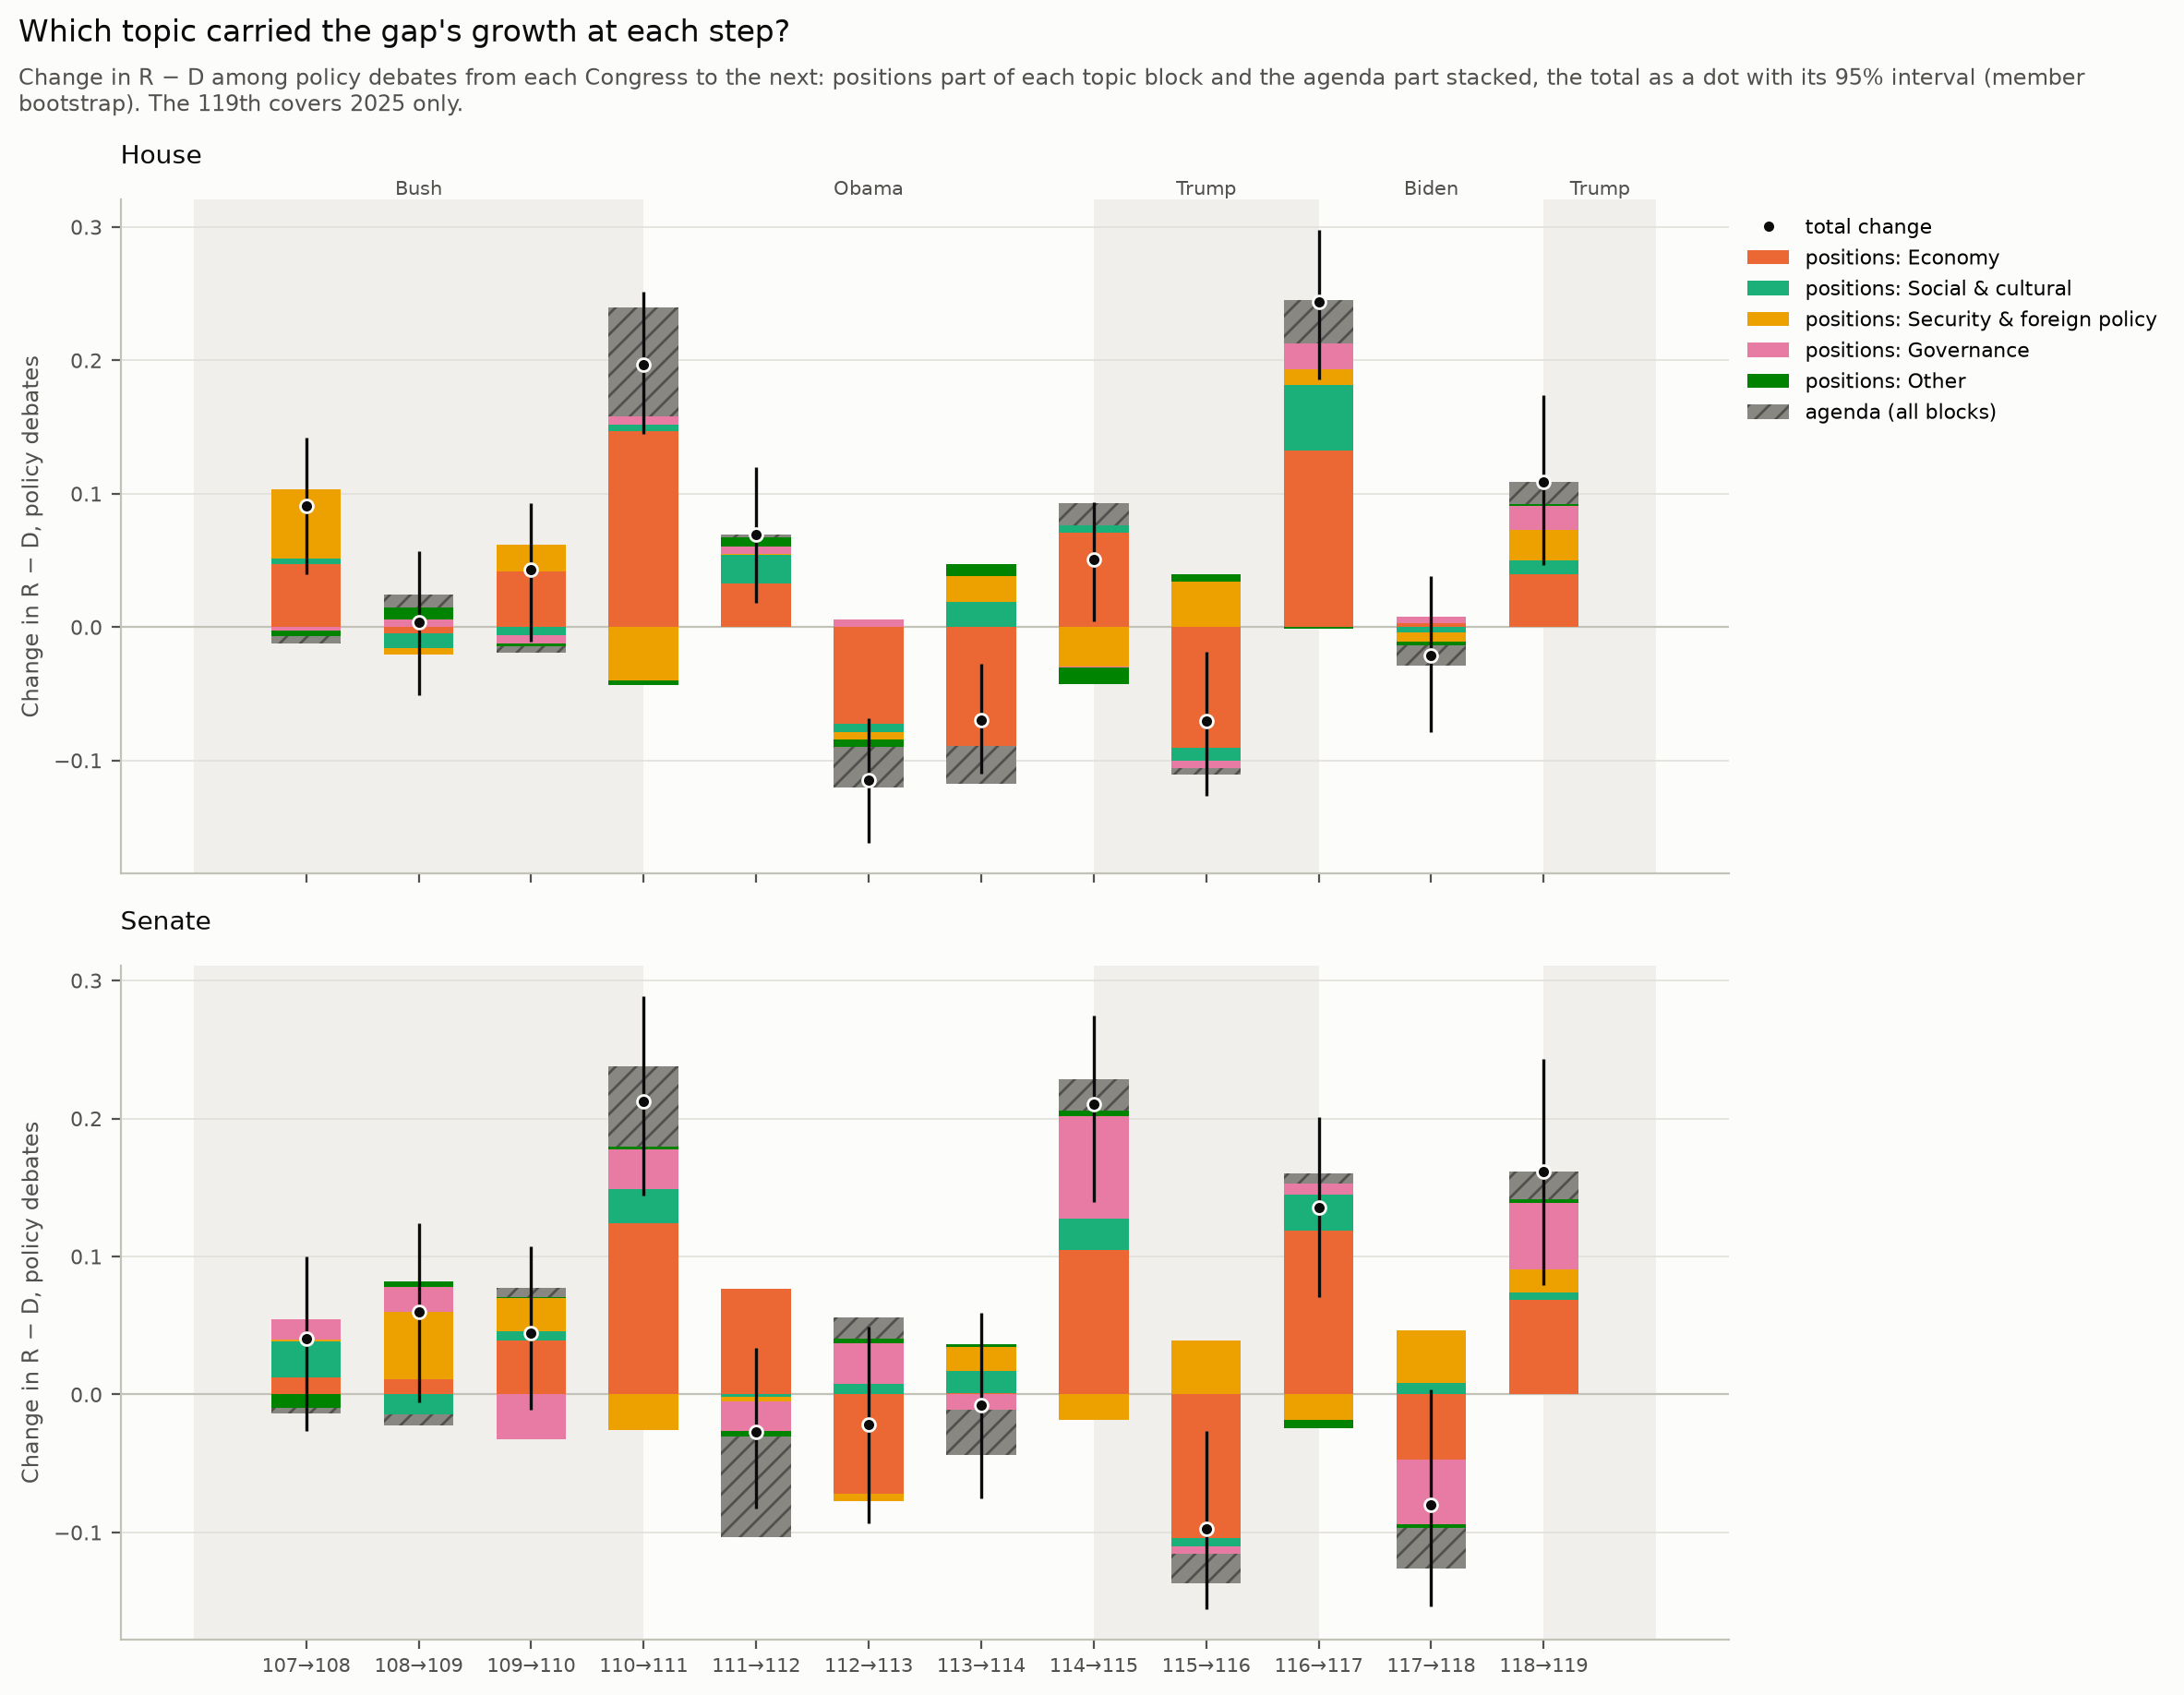 Which topic carried the gap's growth at each step?
Change in R − D among policy debates from each Congress to the next: positions part of each topic block and the agenda part stacked, the total as a dot with its 95% interval (member
bootstrap). The 119th covers 2025 only.
House
Bush Obama Trump Biden Trump
Change in R − D, policy debates
0.3
0.2
0.1
0.0
−0.1
total change
positions: Economy
positions: Social & cultural
positions: Security & foreign policy
positions: Governance
positions: Other
agenda (all blocks)
Senate
Change in R − D, policy debates
0.3
0.2
0.1
0.0
−0.1
107→108 108→109 109→110 110→111 111→112 112→113 113→114 114→115 115→116 116→117 117→118 118→119